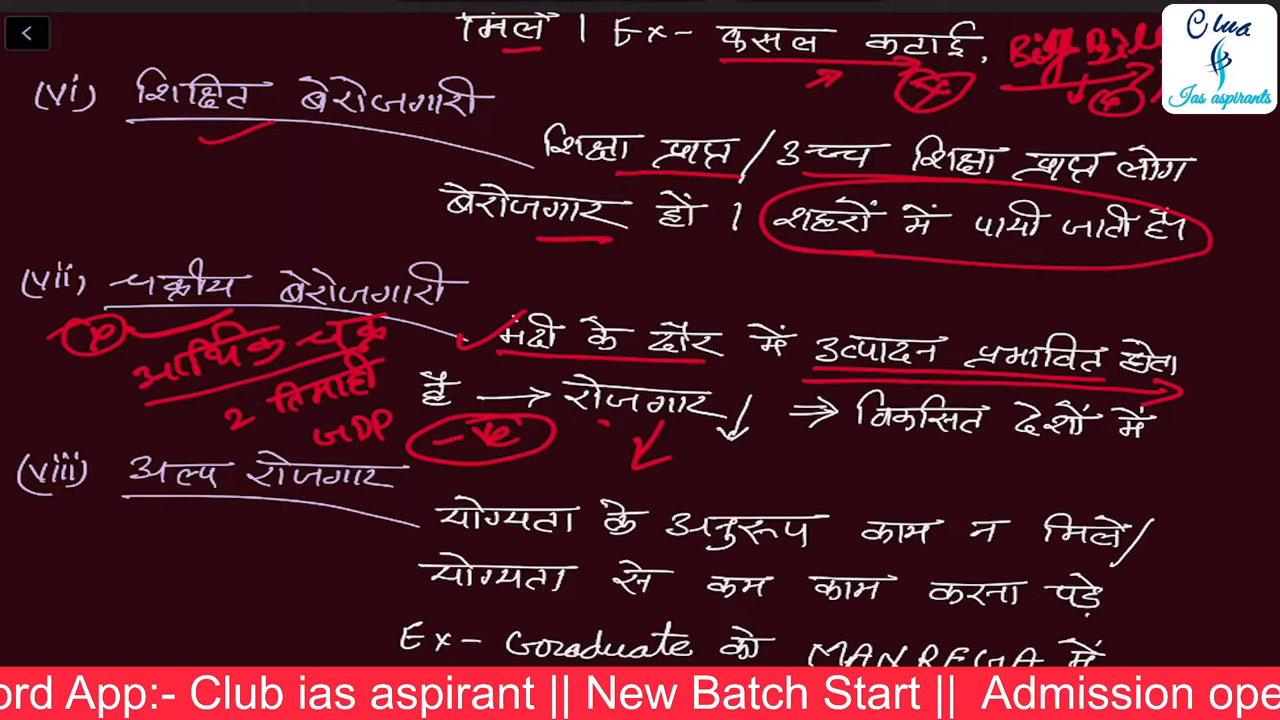 मिले । Ex- फसल कटाई,
Club
Ias aspirants
(vi) शिक्षित बेरोजगारी
शिक्षा प्राप्त / उच्च शिक्षा प्राप्त लोग
बेरोजगार हों । शहरों में पायी जाती है।
(vii) चक्रीय बेरोजगारी
मंदी के दौर में उत्पादन प्रभावित होता
है → रोजगार ↓ ⇒ विकसित देशों में
आर्थिक चक्र
2 तिमाही
GDP -ve
(viii) अल्प रोजगार
योग्यता के अनुरूप काम न मिले/
योग्यता से कम काम करना पड़े
Ex- Graduate को MANREGA में
ord App:- Club ias aspirant || New Batch Start || Admission ope